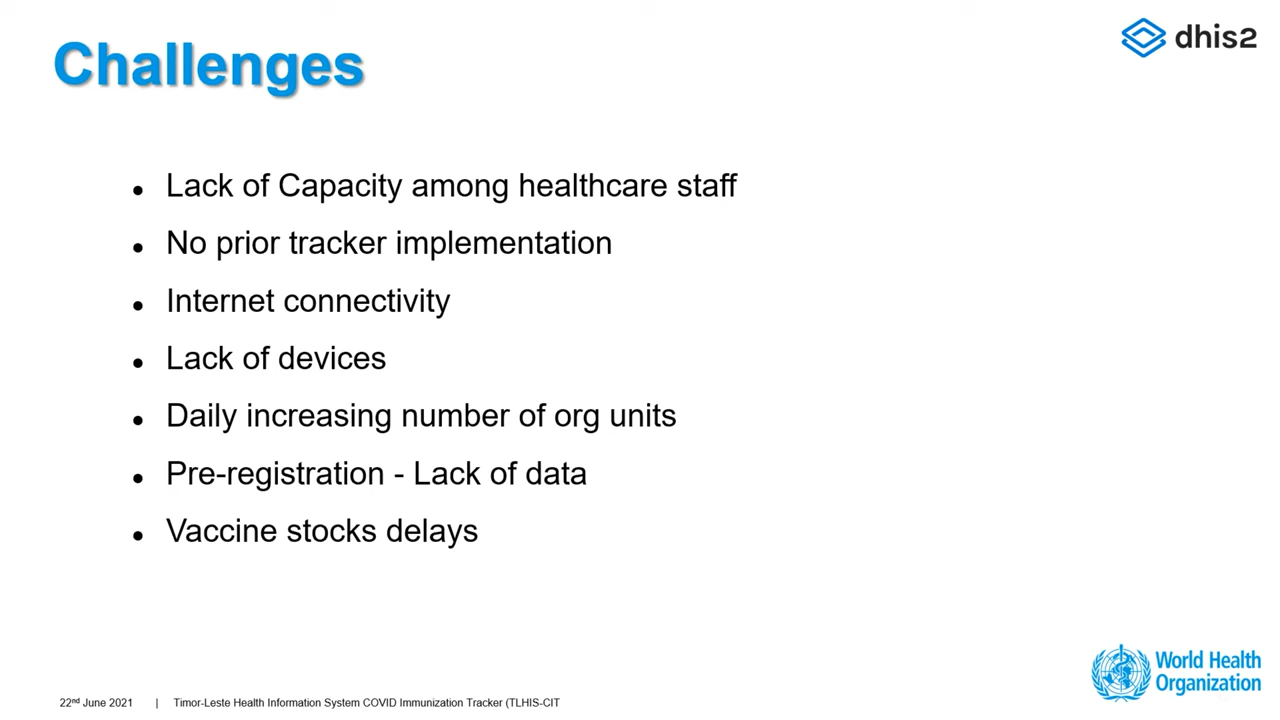 Challenges
dhis2
• Lack of Capacity among healthcare staff
• No prior tracker implementation
• Internet connectivity
• Lack of devices
• Daily increasing number of org units
• Pre-registration - Lack of data
• Vaccine stocks delays
World Health
Organization
22nd June 2021 | Timor-Leste Health Information System COVID Immunization Tracker (TLHIS-CIT